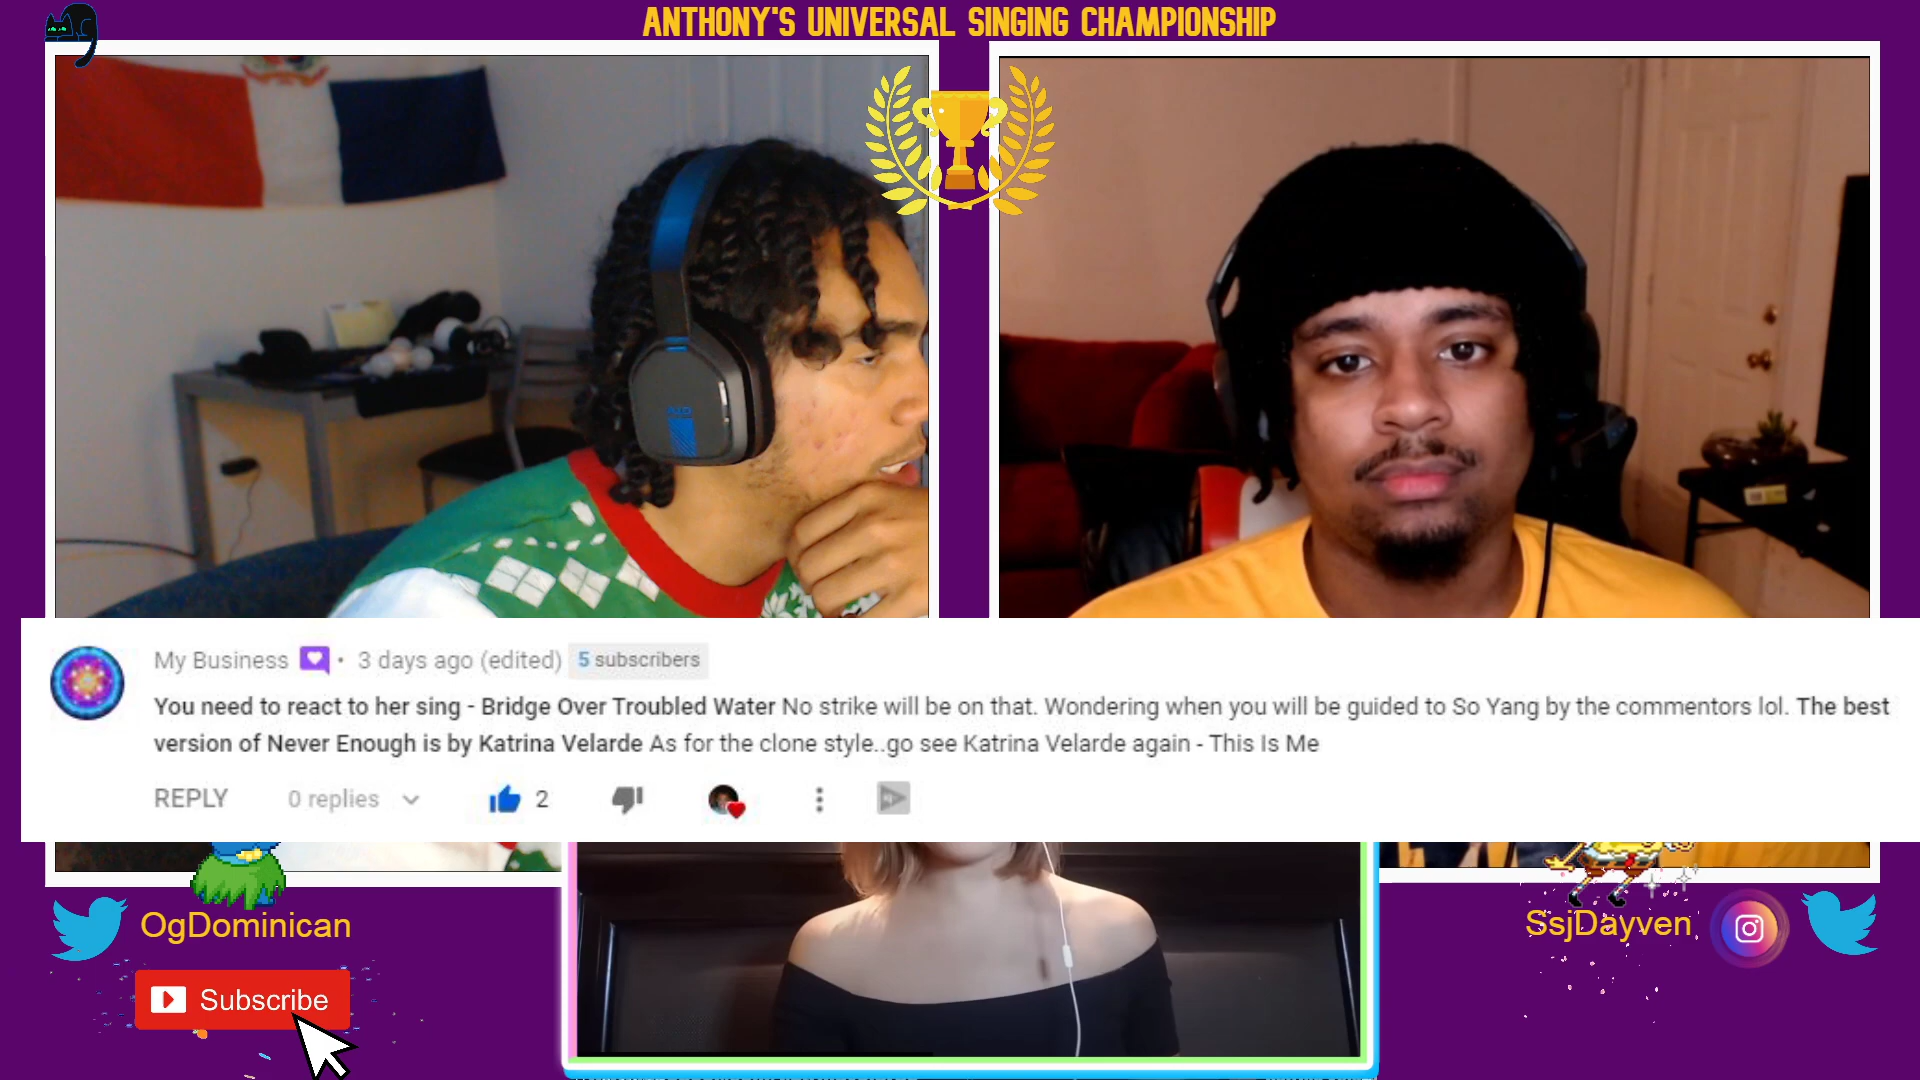 ANTHONY'S UNIVERSAL SINGING CHAMPIONSHIP
My Business • 3 days ago (edited) 5 subscribers
You need to react to her sing - Bridge Over Troubled Water No strike will be on that. Wondering when you will be guided to So Yang by the commentors lol. The best
version of Never Enough is by Katrina Velarde As for the clone style..go see Katrina Velarde again - This Is Me
REPLY 0 replies 2
OgDominican
SsjDayven
Subscribe